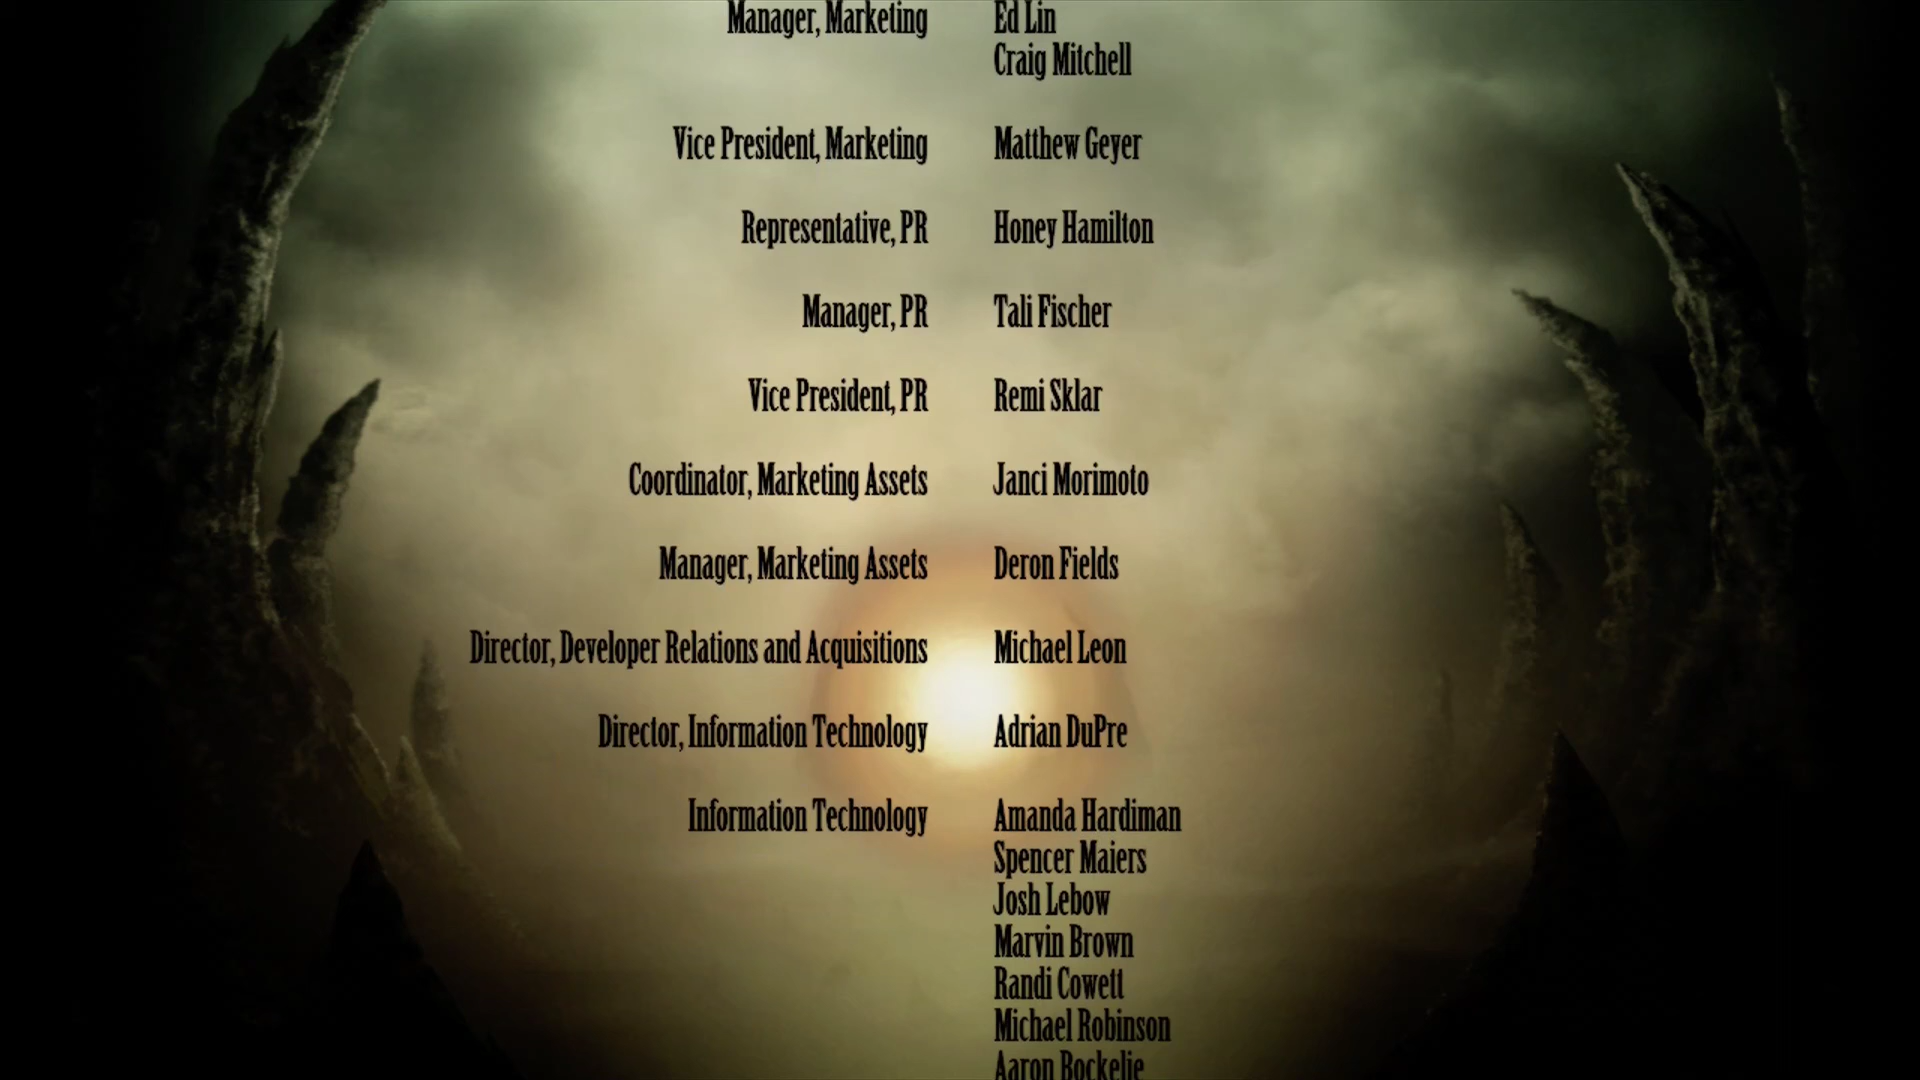 Manager, Marketing Ed Lin
Craig Mitchell
Vice President, Marketing Matthew Geyer
Representative, PR Honey Hamilton
Manager, PR Tali Fischer
Vice President, PR Remi Sklar
Coordinator, Marketing Assets Janci Morimoto
Manager, Marketing Assets Deron Fields
Director, Developer Relations and Acquisitions Michael Leon
Director, Information Technology Adrian DuPre
Information Technology Amanda Hardiman
Spencer Maiers
Josh Lebow
Marvin Brown
Randi Cowett
Michael Robinson
Aaron Bockelie